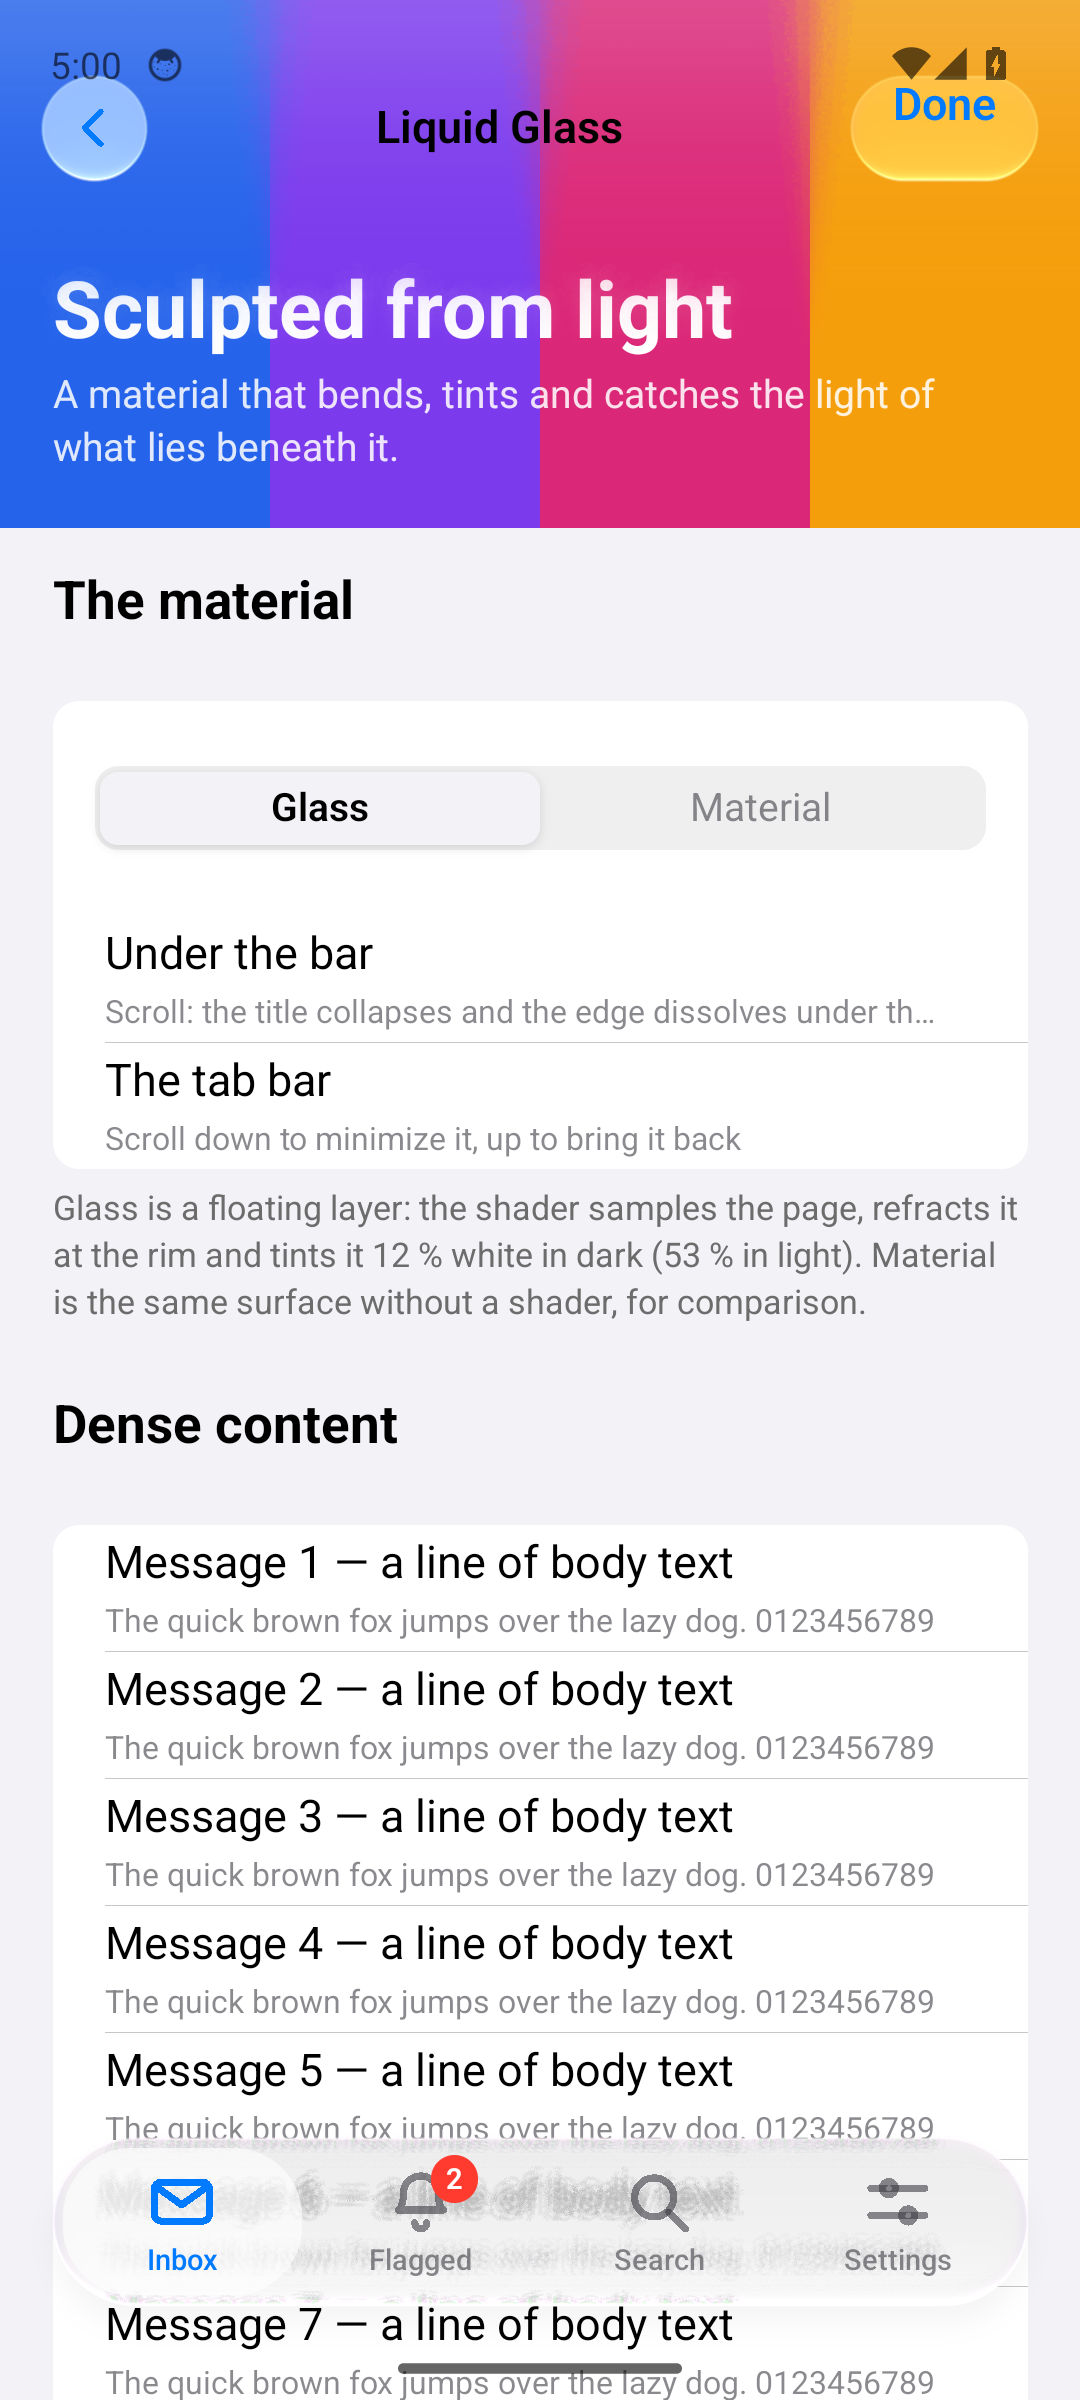 5:00
Done
Liquid Glass
Sculpted from light
A material that bends, tints and catches the light of
what lies beneath it.
The material
Glass
Material
Under the bar
Scroll: the title collapses and the edge dissolves under th…
The tab bar
Scroll down to minimize it, up to bring it back
Glass is a floating layer: the shader samples the page, refracts it
at the rim and tints it 12 % white in dark (53 % in light). Material
is the same surface without a shader, for comparison.
Dense content
Message 1 — a line of body text
The quick brown fox jumps over the lazy dog. 0123456789
Message 2 — a line of body text
The quick brown fox jumps over the lazy dog. 0123456789
Message 3 — a line of body text
The quick brown fox jumps over the lazy dog. 0123456789
Message 4 — a line of body text
The quick brown fox jumps over the lazy dog. 0123456789
Message 5 — a line of body text
The quick brown fox jumps over the lazy dog. 0123456789
2
Inbox
Flagged
Search
Settings
Message 7 — a line of body text
The quick brown fox jumps over the lazy dog. 0123456789